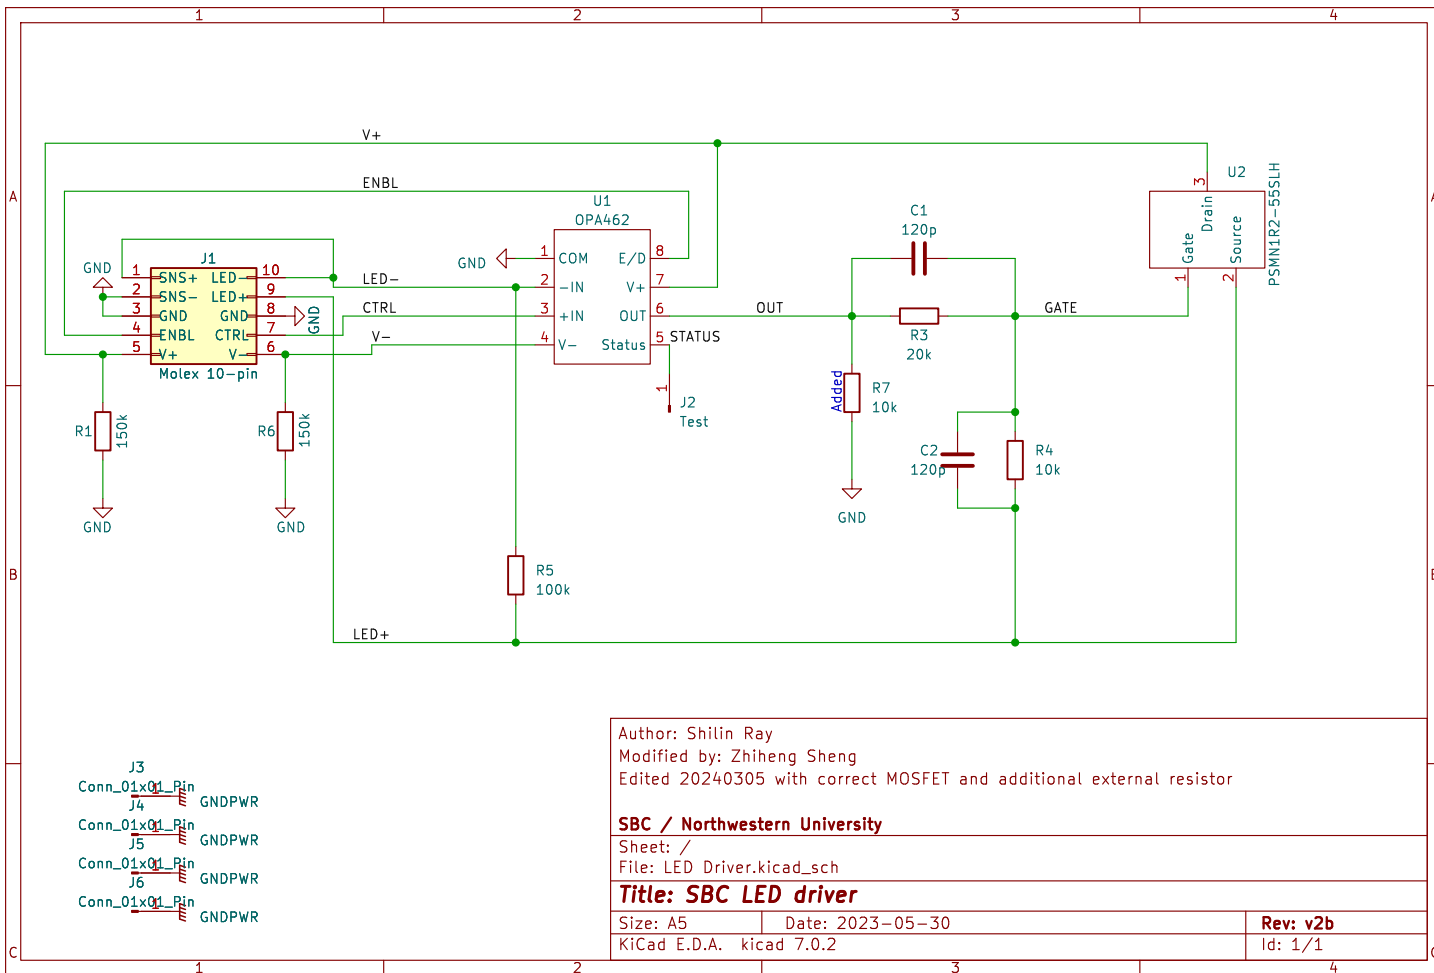 1 2 3 4
V+
ENBL
A
U1
OPA462
1 COM E/D 8
2 -IN V+ 7
3 +IN OUT 6
4 V- Status 5
GND
LED-
CTRL
V-
J1
1 SNS+ LED- 10
2 SNS- LED+ 9
3 GND GND 8
4 ENBL CTRL 7
5 V+ V- 6
Molex 10-pin
GND
GND
R1
150k
GND
R6
150k
GND
STATUS
1
J2
Test
OUT
C1
120p
R3
20k
GATE
Added
R7
10k
GND
C2
120p
R4
10k
U2
PSMN1R2-55SLH
3
Drain
Gate
Source
1
2
B
R5
100k
LED+
J3
Conn_01x01_Pin
1
GNDPWR
J4
Conn_01x01_Pin
1
GNDPWR
J5
Conn_01x01_Pin
1
GNDPWR
J6
Conn_01x01_Pin
1
GNDPWR
Author: Shilin Ray
Modified by: Zhiheng Sheng
Edited 20240305 with correct MOSFET and additional external resistor
SBC / Northwestern University
Sheet: /
File: LED Driver.kicad_sch
Title: SBC LED driver
Size: A5 Date: 2023-05-30 Rev: v2b
KiCad E.D.A. kicad 7.0.2 Id: 1/1
C
1 2 3 4